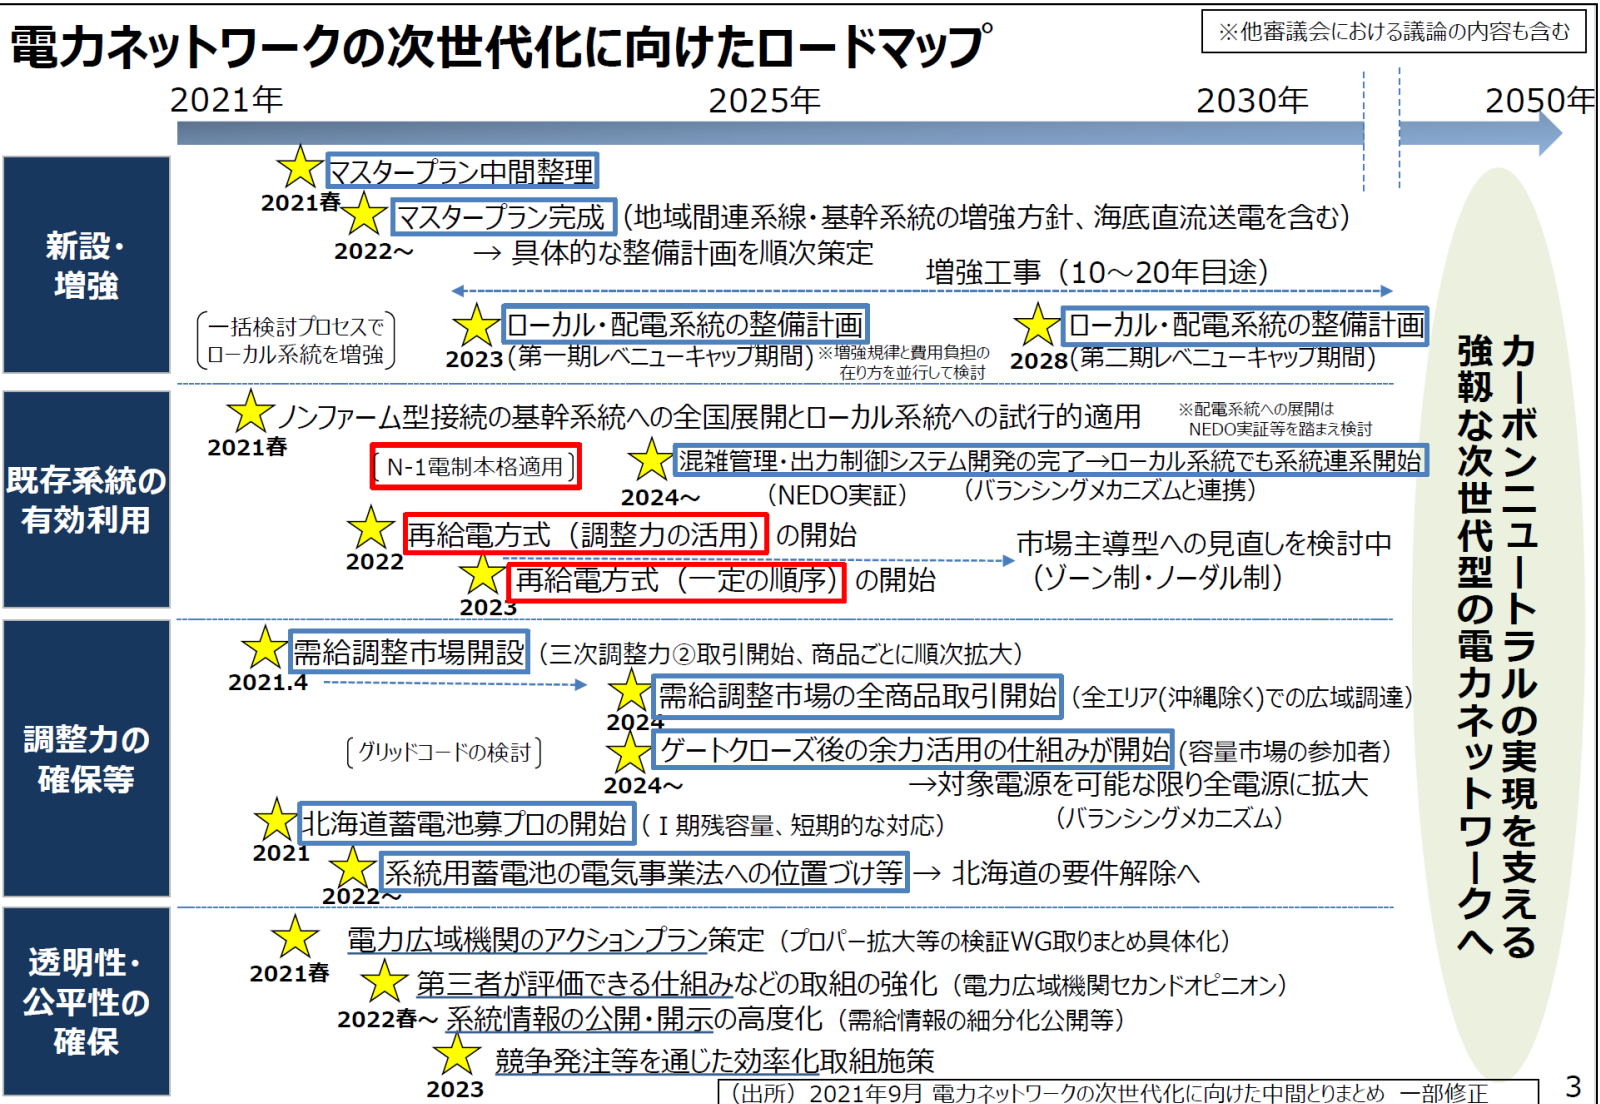 電力ネットワークの次世代化に向けたロードマップ
※他審議会における議論の内容も含む
2021年 2025年 2030年 2050年
新設・
増強
マスタープラン中間整理
2021春
マスタープラン完成 (地域間連系線・基幹系統の増強方針、海底直流送電を含む)
2022~ → 具体的な整備計画を順次策定
増強工事（10～20年目途）
一括検討プロセスで
ローカル系統を増強
ローカル・配電系統の整備計画
2023 (第一期レベニューキャップ期間)
※増強規律と費用負担の
在り方を並行して検討
ローカル・配電系統の整備計画
2028 (第二期レベニューキャップ期間)
既存系統の
有効利用
ノンファーム型接続の基幹系統への全国展開とローカル系統への試行的適用
2021春
※配電系統への展開は
NEDO実証等を踏まえ検討
〔N-1電制本格適用〕
混雑管理・出力制御システム開発の完了→ローカル系統でも系統連系開始
2024～ (NEDO実証) (バランシングメカニズムと連携)
再給電方式（調整力の活用）の開始
2022
再給電方式（一定の順序）の開始
2023
市場主導型への見直しを検討中
(ゾーン制・ノーダル制)
調整力の
確保等
需給調整市場開設 (三次調整力②取引開始、商品ごとに順次拡大)
2021.4
需給調整市場の全商品取引開始 (全エリア(沖縄除く)での広域調達)
2024
〔グリッドコードの検討〕
ゲートクローズ後の余力活用の仕組みが開始 (容量市場の参加者)
2024～ →対象電源を可能な限り全電源に拡大
(バランシングメカニズム)
北海道蓄電池募プロの開始 (Ⅰ期残容量、短期的な対応)
2021
系統用蓄電池の電気事業法への位置づけ等 → 北海道の要件解除へ
2022～
透明性・
公平性の
確保
電力広域機関のアクションプラン策定 (プロパー拡大等の検証WG取りまとめ具体化)
2021春
第三者が評価できる仕組みなどの取組の強化 (電力広域機関セカンドオピニオン)
2022春～ 系統情報の公開・開示の高度化 (需給情報の細分化公開等)
競争発注等を通じた効率化取組施策
2023
カーボンニュートラルの実現を支える
強靱な次世代型の電力ネットワークへ
（出所）2021年9月 電力ネットワークの次世代化に向けた中間とりまとめ 一部修正
3